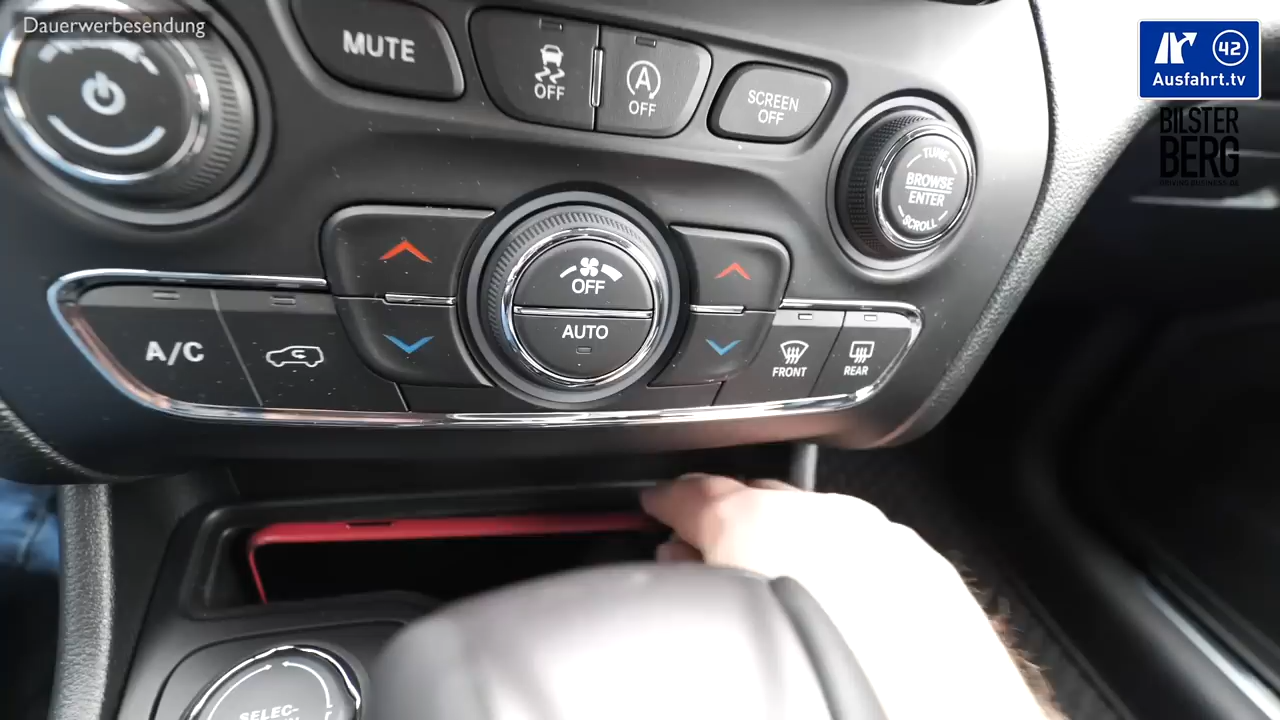 Dauerwerbesendung
42
Ausfahrt.tv
BILSTER
BERG
MUTE
OFF
A
OFF
SCREEN
OFF
TUNE
BROWSE
ENTER
SCROLL
OFF
AUTO
A/C
FRONT
REAR
SELEC-